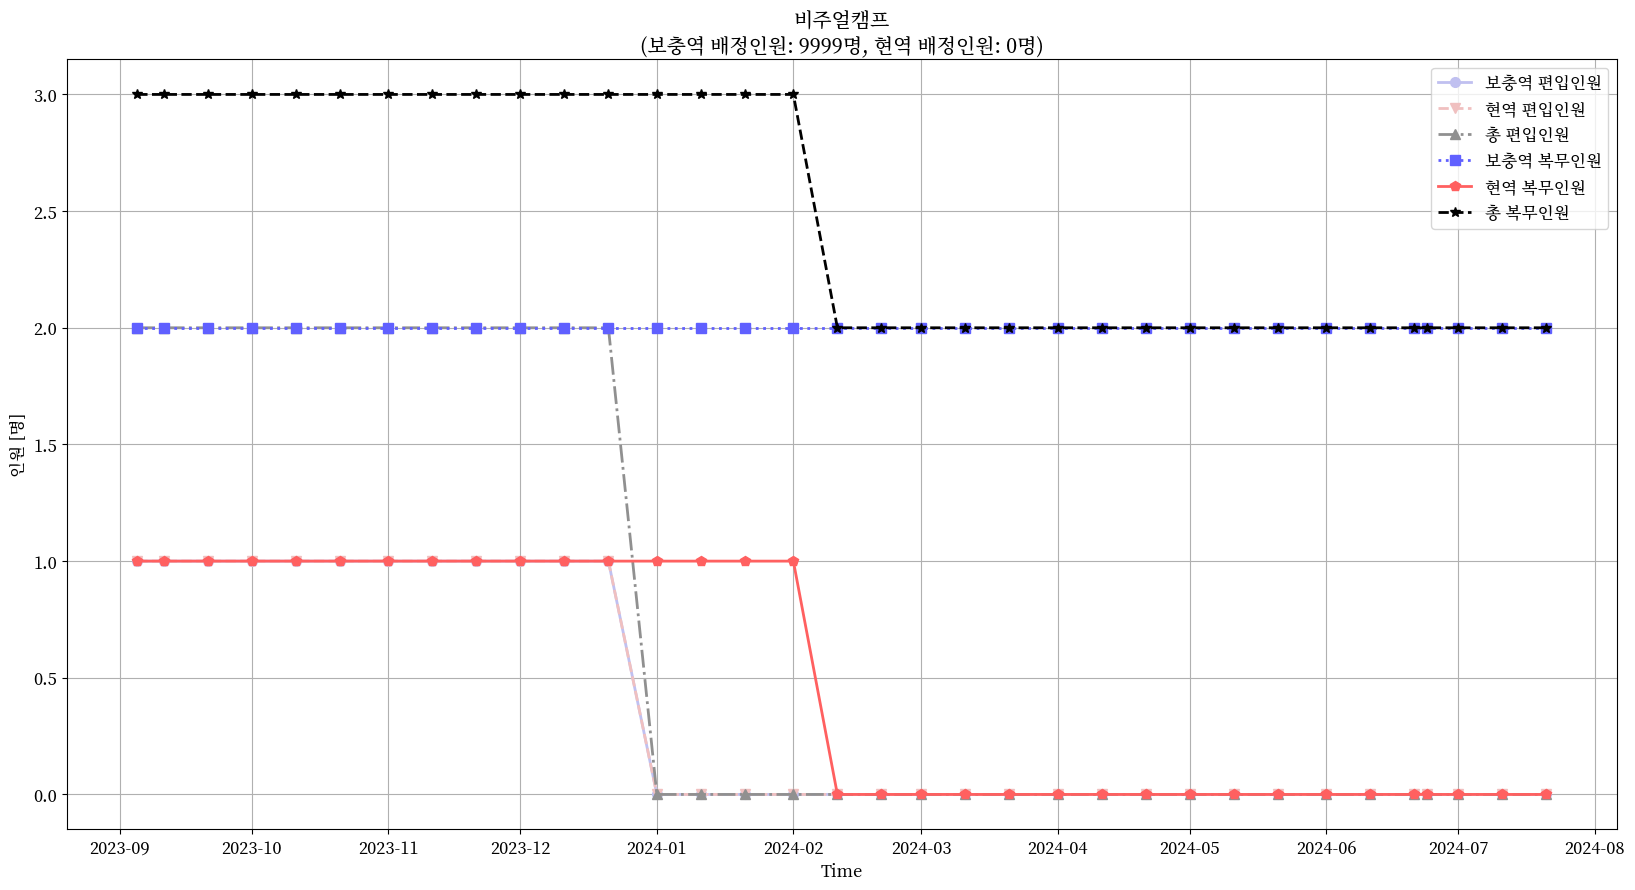 비주얼캠프
(보충역 배정인원: 9999명, 현역 배정인원: 0명)
보충역 편입인원
현역 편입인원
총 편입인원
보충역 복무인원
현역 복무인원
총 복무인원
인원 [명]
3.0
2.5
2.0
1.5
1.0
0.5
0.0
2023-09 2023-10 2023-11 2023-12 2024-01 2024-02 2024-03 2024-04 2024-05 2024-06 2024-07 2024-08
Time